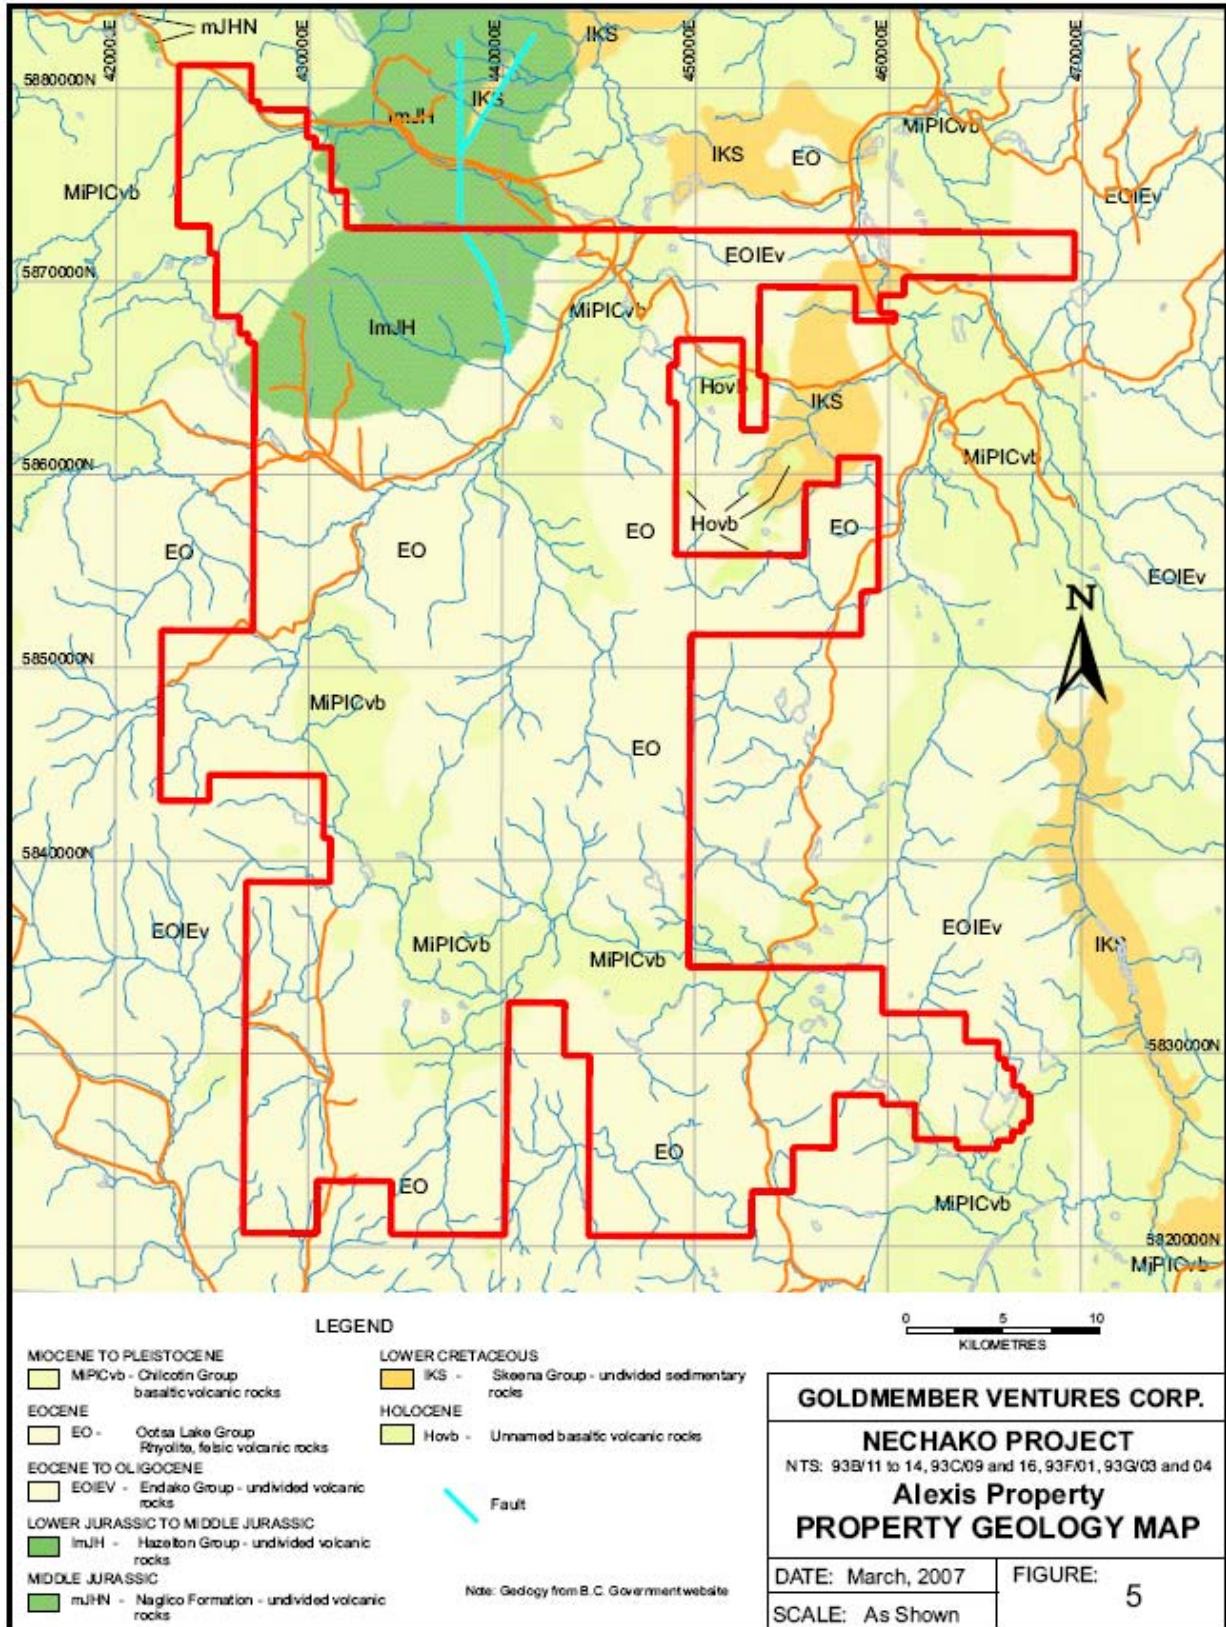 mJHN
IKS
420000E
430000E
440000E
450000E
460000E
470000E
5880000N
IKS
lmJH
MiPICvb
IKS
EO
MiPICvb
EOIEv
EOIEv
5870000N
MiPICvb
lmJH
Hovb
IKS
5860000N
MiPICvb
Hovb
EO
EO
EO
EO
EOIEv
N
5850000N
MiPICvb
EO
5840000N
EOIEv
EOIEv
MiPICvb
MiPICvb
IKS
5830000N
EO
EO
MiPICvb
5820000N
MiPICvb
LEGEND
0 5 10
KILOMETRES
MIOCENE TO PLEISTOCENE
MiPICvb - Chilcotin Group
basaltic volcanic rocks
EOCENE
EO - Ootsa Lake Group
Rhyolite, felsic volcanic rocks
EOCENE TO OLIGOCENE
EOIEV - Endako Group - undivided volcanic
rocks
LOWER JURASSIC TO MIDDLE JURASSIC
lmJH - Hazelton Group - undivided volcanic
rocks
MIDDLE JURASSIC
mJHN - Naglico Formation - undivided volcanic
rocks
LOWER CRETACEOUS
IKS - Skeena Group - undivided sedimentary
rocks
HOLOCENE
Hovb - Unnamed basaltic volcanic rocks
Fault
Note: Geology from B.C. Government website
GOLDMEMBER VENTURES CORP.
NECHAKO PROJECT
NTS: 93B/11 to 14, 93C/09 and 16, 93F/01, 93G/03 and 04
Alexis Property
PROPERTY GEOLOGY MAP
DATE: March, 2007
SCALE: As Shown
FIGURE:
5